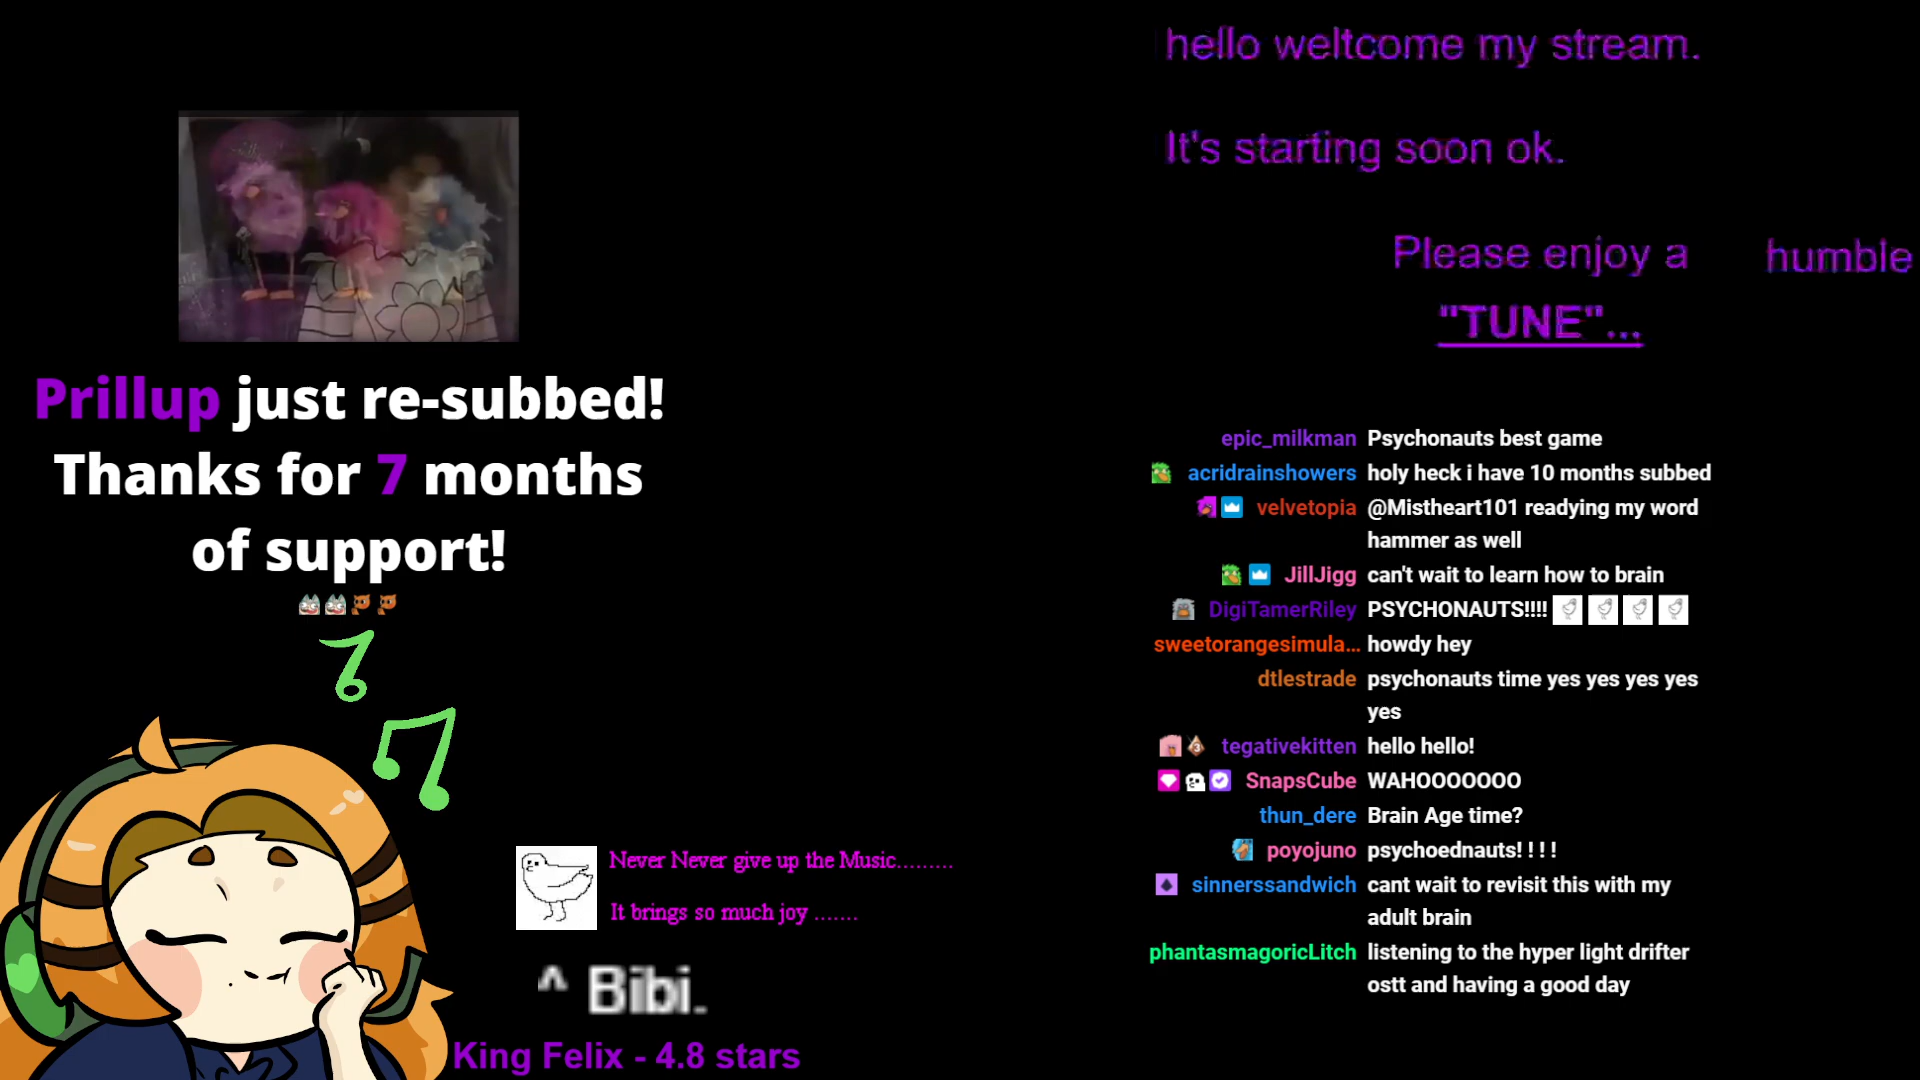 hello weltcome my stream.
It's starting soon ok.
Please enjoy a humble
"TUNE"...
Prillup just re-subbed!
Thanks for 7 months
of support!
epic_milkman Psychonauts best game
acridrainshowers holy heck i have 10 months subbed
velvetopia @Mistheart101 readying my word
hammer as well
JillJigg can't wait to learn how to brain
DigiTamerRiley PSYCHONAUTS!!!!
sweetorangesimula... howdy hey
dtlestrade psychonauts time yes yes yes yes
yes
3 tegativekitten hello hello!
SnapsCube WAHOOOOOOO
thun_dere Brain Age time?
poyojuno psychoednauts! ! ! !
sinnerssandwich cant wait to revisit this with my
adult brain
phantasmagoricLitch listening to the hyper light drifter
ostt and having a good day
Never Never give up the Music.........
It brings so much joy .......
^ Bibi.
King Felix - 4.8 stars